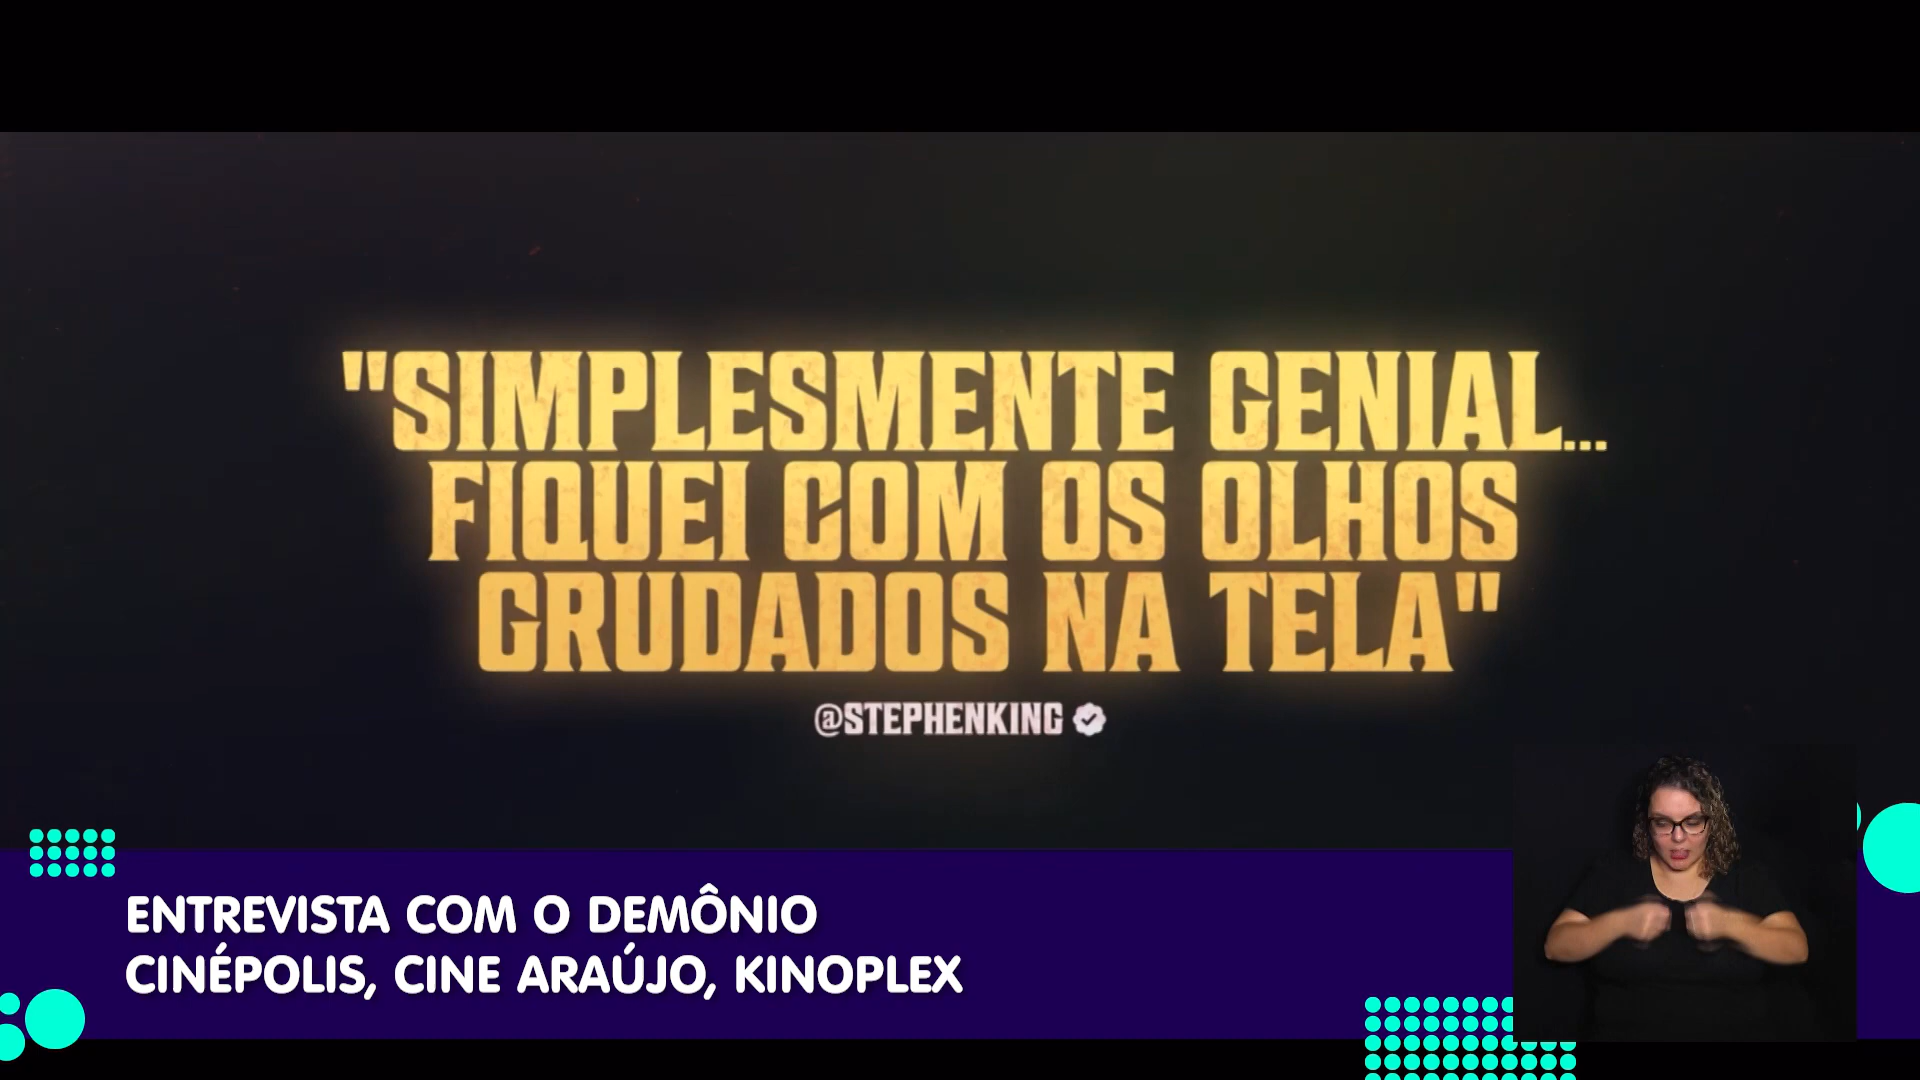 "SIMPLESMENTE GENIAL...
FIQUEI COM OS OLHOS
GRUDADOS NA TELA"
@STEPHENKING
ENTREVISTA COM O DEMÔNIO
CINÉPOLIS, CINE ARAÚJO, KINOPLEX